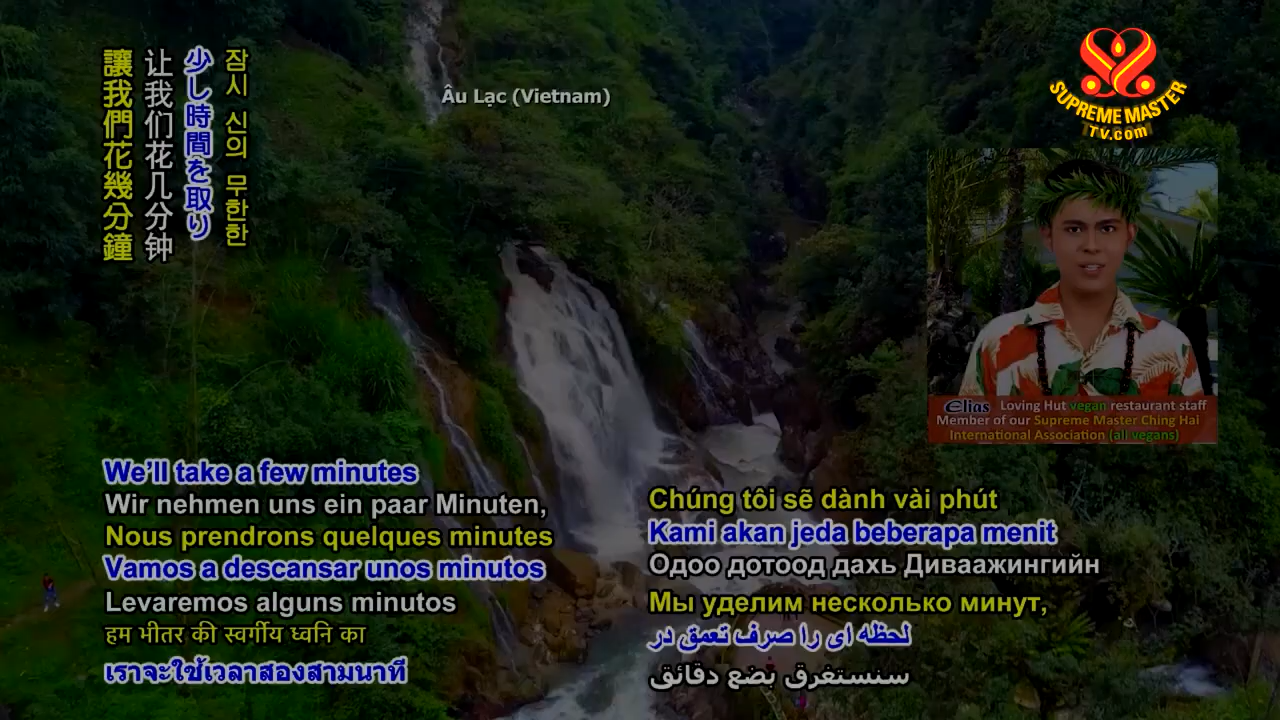 讓我們花幾分鐘
让我们花几分钟
少し時間を取り
잠시 신의 무한한
Âu Lạc (Vietnam)
SUPREME MASTER
TV.com
Elias Loving Hut vegan restaurant staff
Member of our Supreme Master Ching Hai
International Association (all vegans)
We'll take a few minutes
Wir nehmen uns ein paar Minuten,
Nous prendrons quelques minutes
Vamos a descansar unos minutos
Levaremos alguns minutos
हम भीतर की स्वर्गीय ध्वनि का
เราจะใช้เวลาสองสามนาที
Chúng tôi sẽ dành vài phút
Kami akan jeda beberapa menit
Одоо дотоод дахь Диваажингийн
Мы уделим несколько минут,
لحظه ای را صرف تعمق در
سنستغرق بضع دقائق